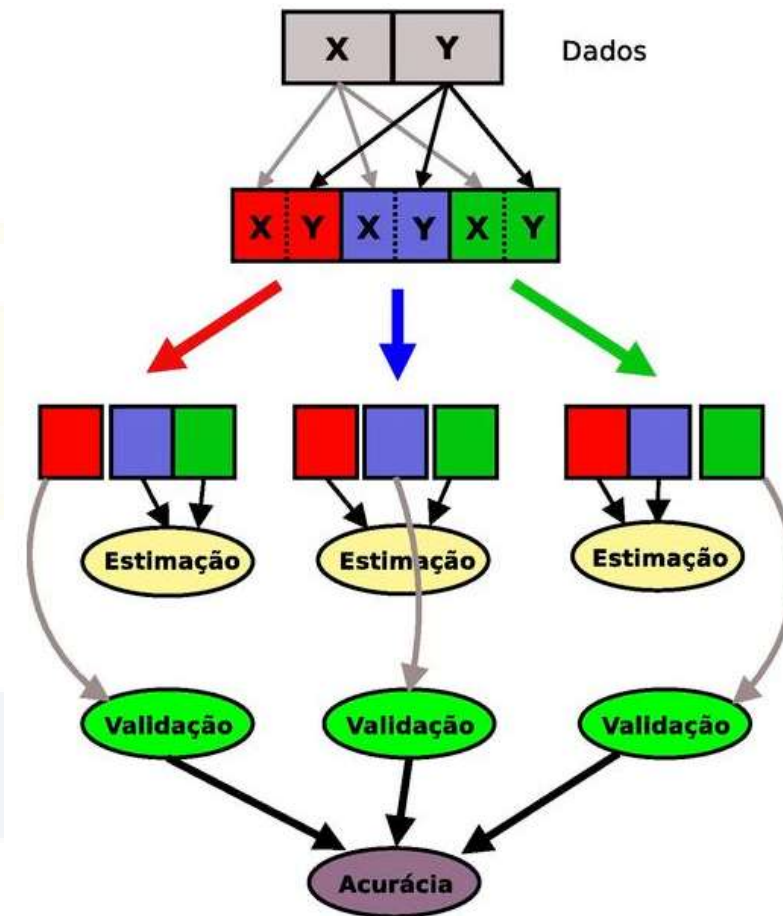 X Y Dados
X Y X Y X Y
Estimação Estimação Estimação
Validação Validação Validação
Acurácia